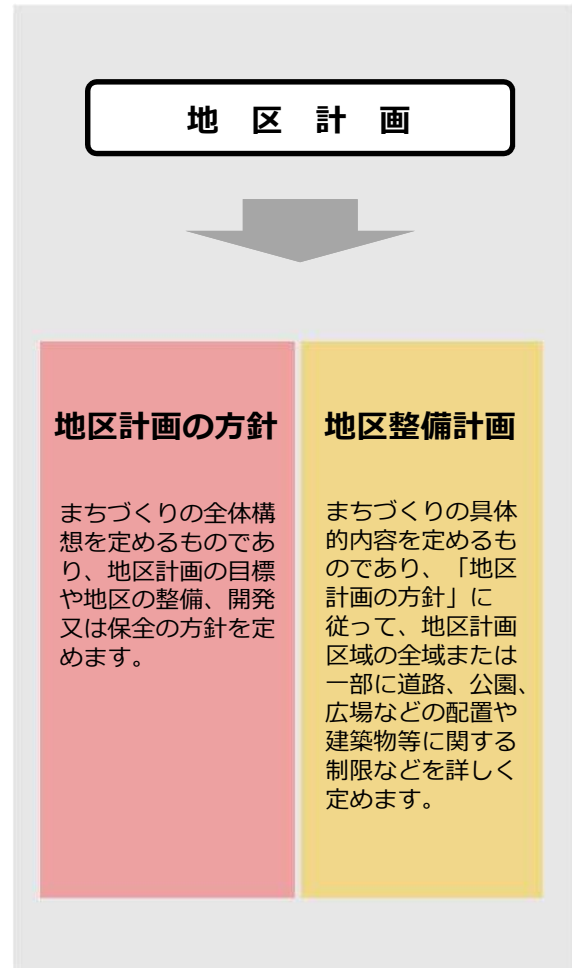 地区計画
地区計画の方針
まちづくりの全体構
想を定めるものであ
り、地区計画の目標
や地区の整備、開発
又は保全の方針を定
めます。
地区整備計画
まちづくりの具体
的内容を定めるも
のであり、「地区
計画の方針」に
従って、地区計画
区域の全域または
一部に道路、公園、
広場などの配置や
建築物等に関する
制限などを詳しく
定めます。